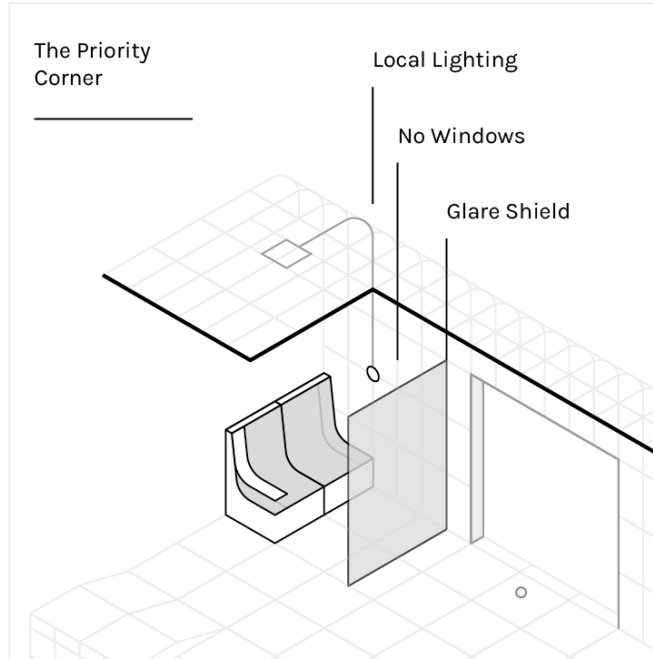 The Priority
Corner
Local Lighting
No Windows
Glare Shield